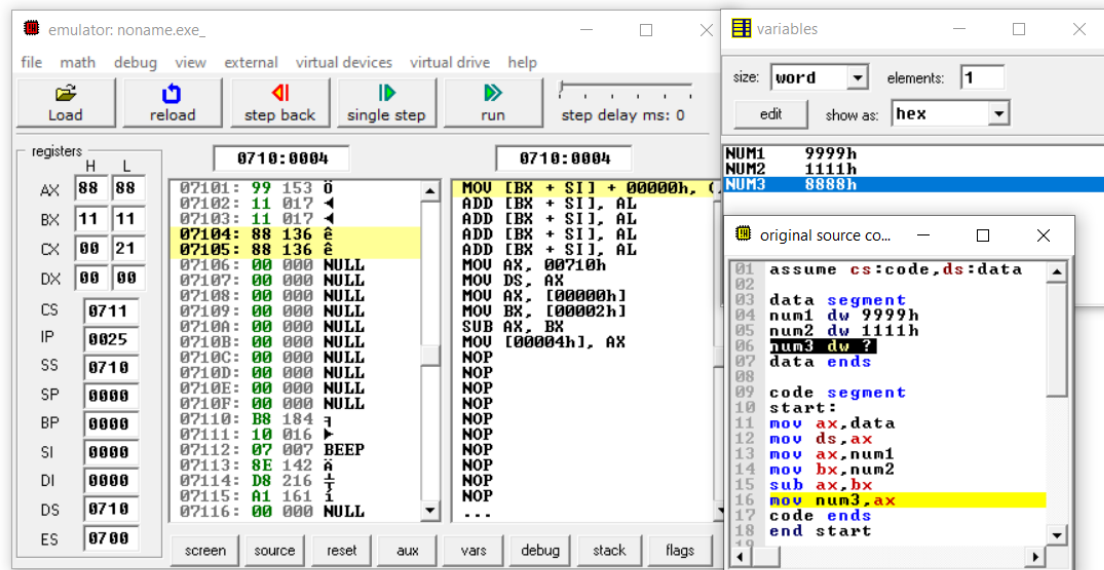 emulator: noname.exe_
file math debug view external virtual devices virtual drive help
Load reload step back single step run step delay ms: 0
registers
H L
AX 88 88
BX 11 11
CX 00 21
DX 00 00
CS 0711
IP 0025
SS 0710
SP 0000
BP 0000
SI 0000
DI 0000
DS 0710
ES 0700
0710:0004
07101: 99 153 Ö
07102: 11 017 ◄
07103: 11 017 ◄
07104: 88 136 ê
07105: 88 136 ê
07106: 00 000 NULL
07107: 00 000 NULL
07108: 00 000 NULL
07109: 00 000 NULL
0710A: 00 000 NULL
0710B: 00 000 NULL
0710C: 00 000 NULL
0710D: 00 000 NULL
0710E: 00 000 NULL
0710F: 00 000 NULL
07110: B8 184 ╕
07111: 10 016 ►
07112: 07 007 BEEP
07113: 8E 142 Ä
07114: D8 216 ╪
07115: A1 161 í
07116: 00 000 NULL
0710:0004
MOV [BX + SI] + 00000h, (
ADD [BX + SI], AL
ADD [BX + SI], AL
ADD [BX + SI], AL
ADD [BX + SI], AL
MOV AX, 00710h
MOV DS, AX
MOV AX, [00000h]
MOV BX, [00002h]
SUB AX, BX
MOV [00004h], AX
NOP
NOP
NOP
NOP
NOP
NOP
NOP
NOP
NOP
...
screen source reset aux vars debug stack flags
variables
size: word elements: 1
edit show as: hex
NUM1 9999h
NUM2 1111h
NUM3 8888h
original source co...
01 assume cs:code,ds:data
02
03 data segment
04 num1 dw 9999h
05 num2 dw 1111h
06 num3 dw ?
07 data ends
08
09 code segment
10 start:
11 mov ax,data
12 mov ds,ax
13 mov ax,num1
14 mov bx,num2
15 sub ax,bx
16 mov num3,ax
17 code ends
18 end start
19